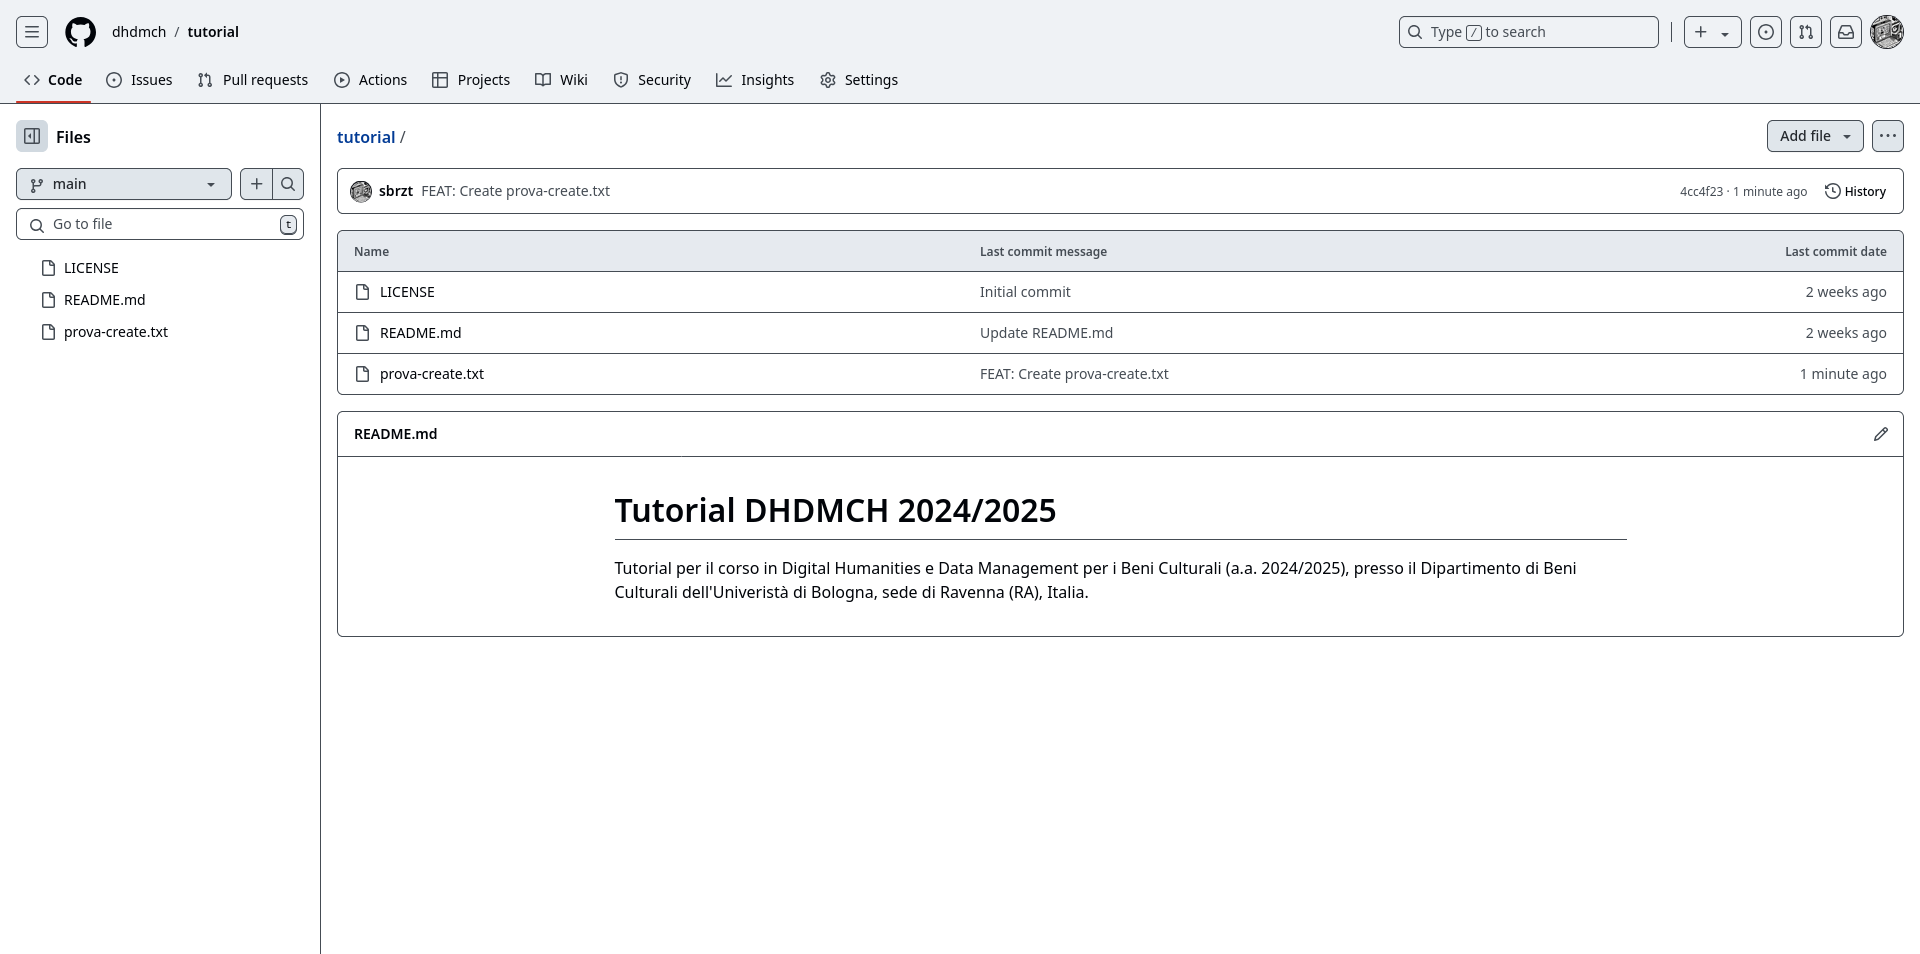 dhdmch / tutorial
Type / to search
Code Issues Pull requests Actions Projects Wiki Security Insights Settings
Files
main
Go to file t
LICENSE
README.md
prova-create.txt
tutorial /
Add file
sbrzt FEAT: Create prova-create.txt 4cc4f23 · 1 minute ago History
Name Last commit message Last commit date
LICENSE Initial commit 2 weeks ago
README.md Update README.md 2 weeks ago
prova-create.txt FEAT: Create prova-create.txt 1 minute ago
README.md
Tutorial DHDMCH 2024/2025
Tutorial per il corso in Digital Humanities e Data Management per i Beni Culturali (a.a. 2024/2025), presso il Dipartimento di Beni
Culturali dell'Univeristà di Bologna, sede di Ravenna (RA), Italia.